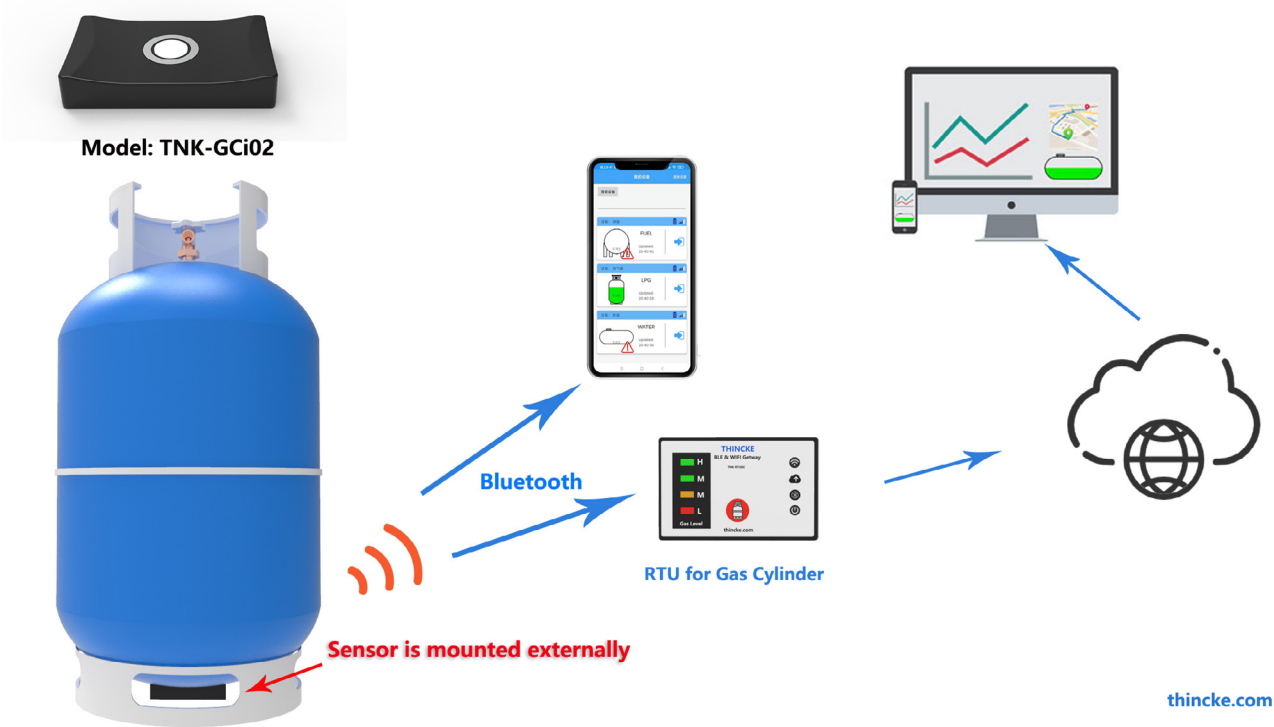 Model: TNK-GCi02
FUEL
LPG
WATER
Bluetooth
THINCKE
BLE & WIFI Getway
H
M
M
L
Gas Level
thincke.com
RTU for Gas Cylinder
Sensor is mounted externally
thincke.com